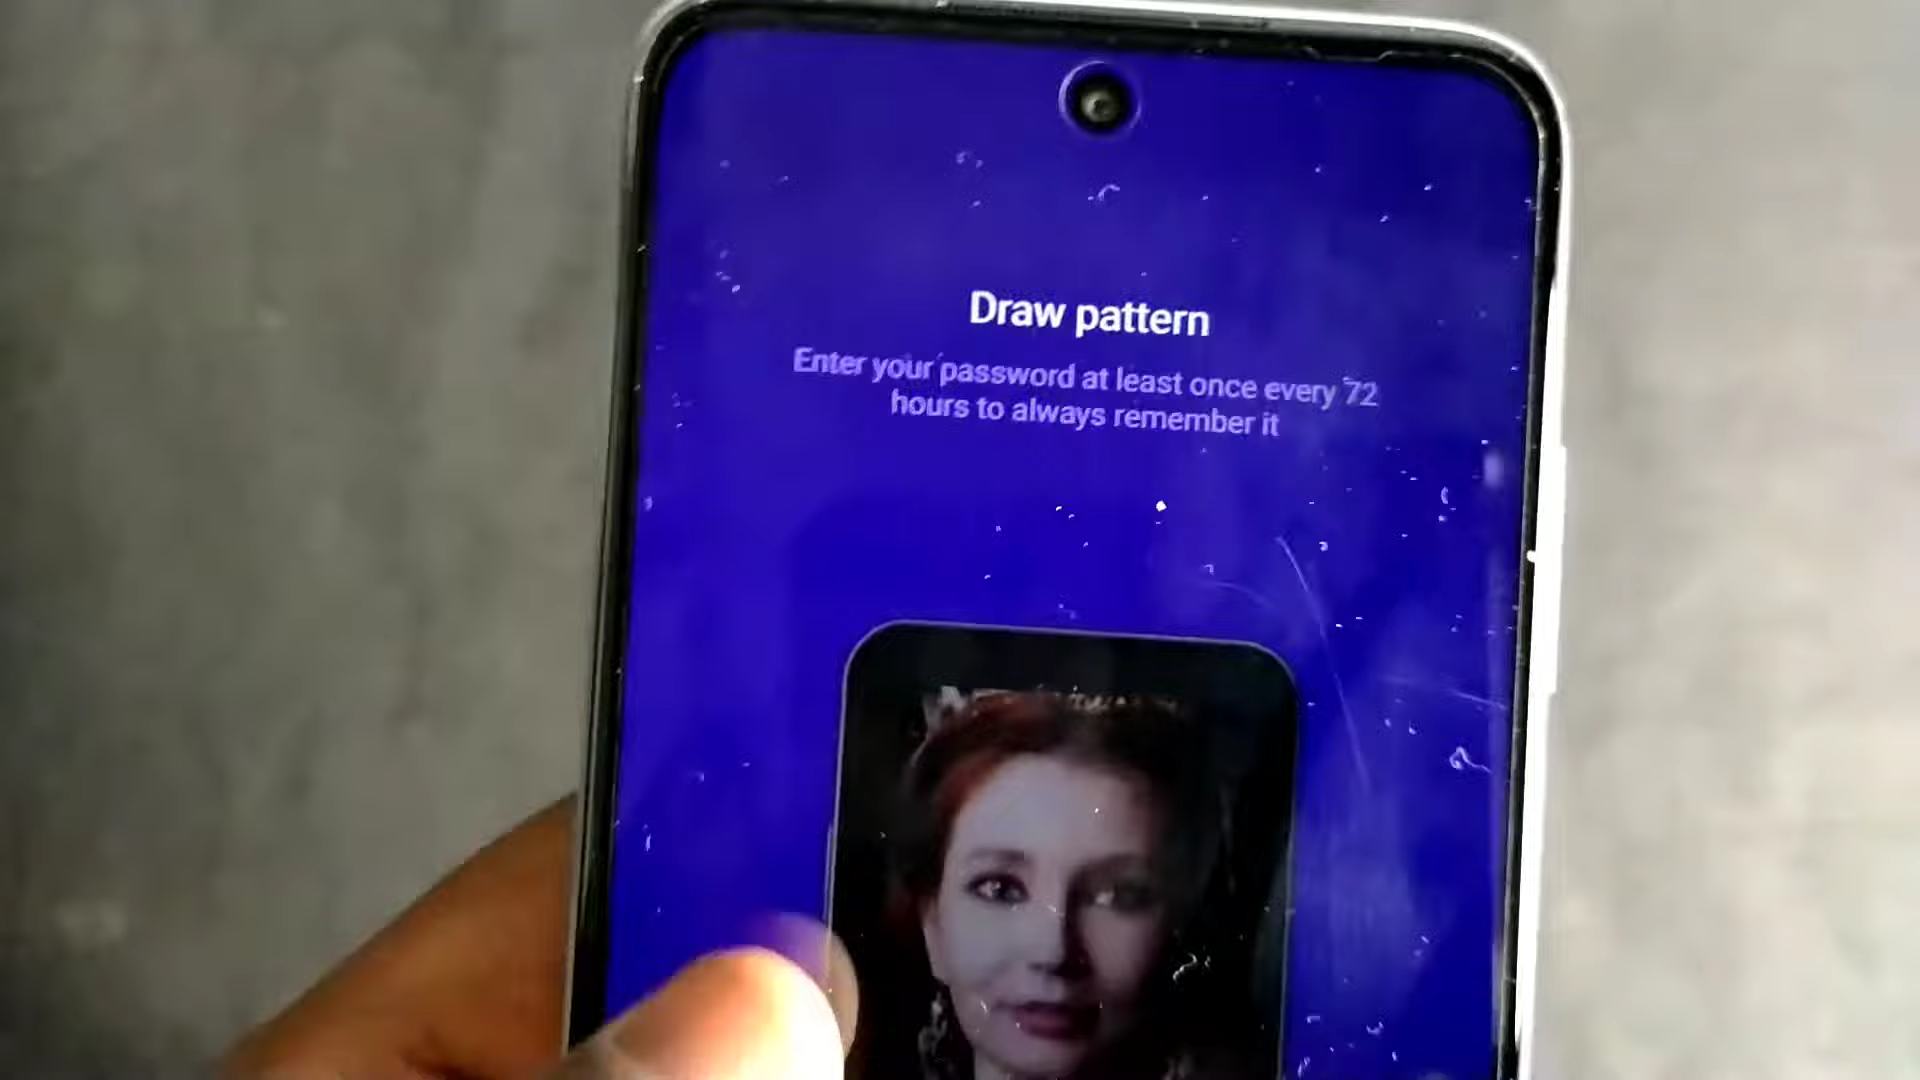 Draw pattern
Enter your password at least once every 72
hours to always remember it